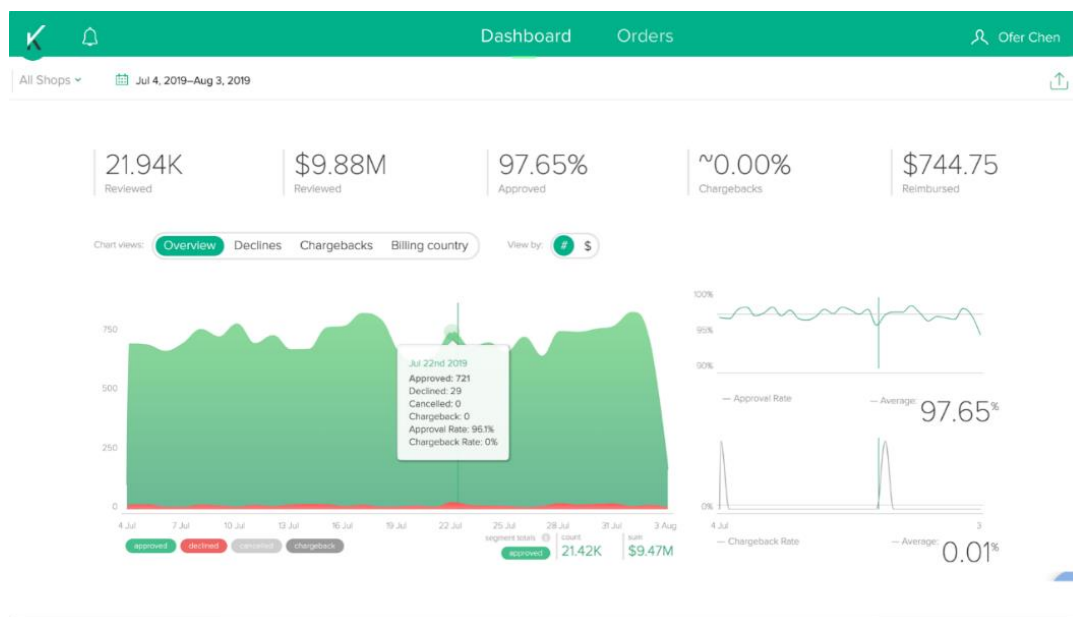 Dashboard Orders Ofer Chen
All Shops Jul 4, 2019–Aug 3, 2019
21.94K $9.88M 97.65% ~0.00% $744.75
Reviewed Reviewed Approved Chargebacks Reimbursed
Chart views: Overview Declines Chargebacks Billing country View by: # $
750
500
250
0
Jul 22nd 2019
Approved: 721
Declined: 29
Cancelled: 0
Chargeback: 0
Approval Rate: 96.1%
Chargeback Rate: 0%
4 Jul 7 Jul 10 Jul 13 Jul 16 Jul 19 Jul 22 Jul 25 Jul 28 Jul 31 Jul 3 Aug
approved declined cancelled chargeback
segment totals count sum
approved 21.42K $9.47M
100%
95%
90%
— Approval Rate — Average: 97.65%
0%
4 Jul 3
— Chargeback Rate — Average: 0.01%